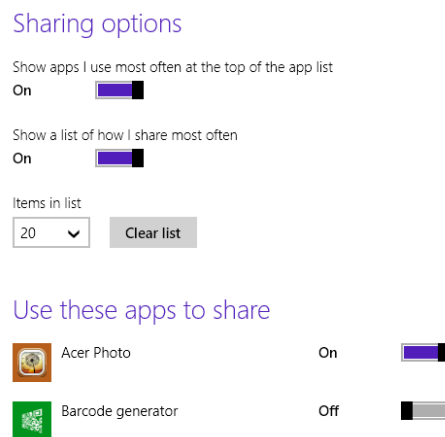 Sharing options
Show apps I use most often at the top of the app list
On
Show a list of how I share most often
On
Items in list
20 Clear list
Use these apps to share
Acer Photo On
Barcode generator Off